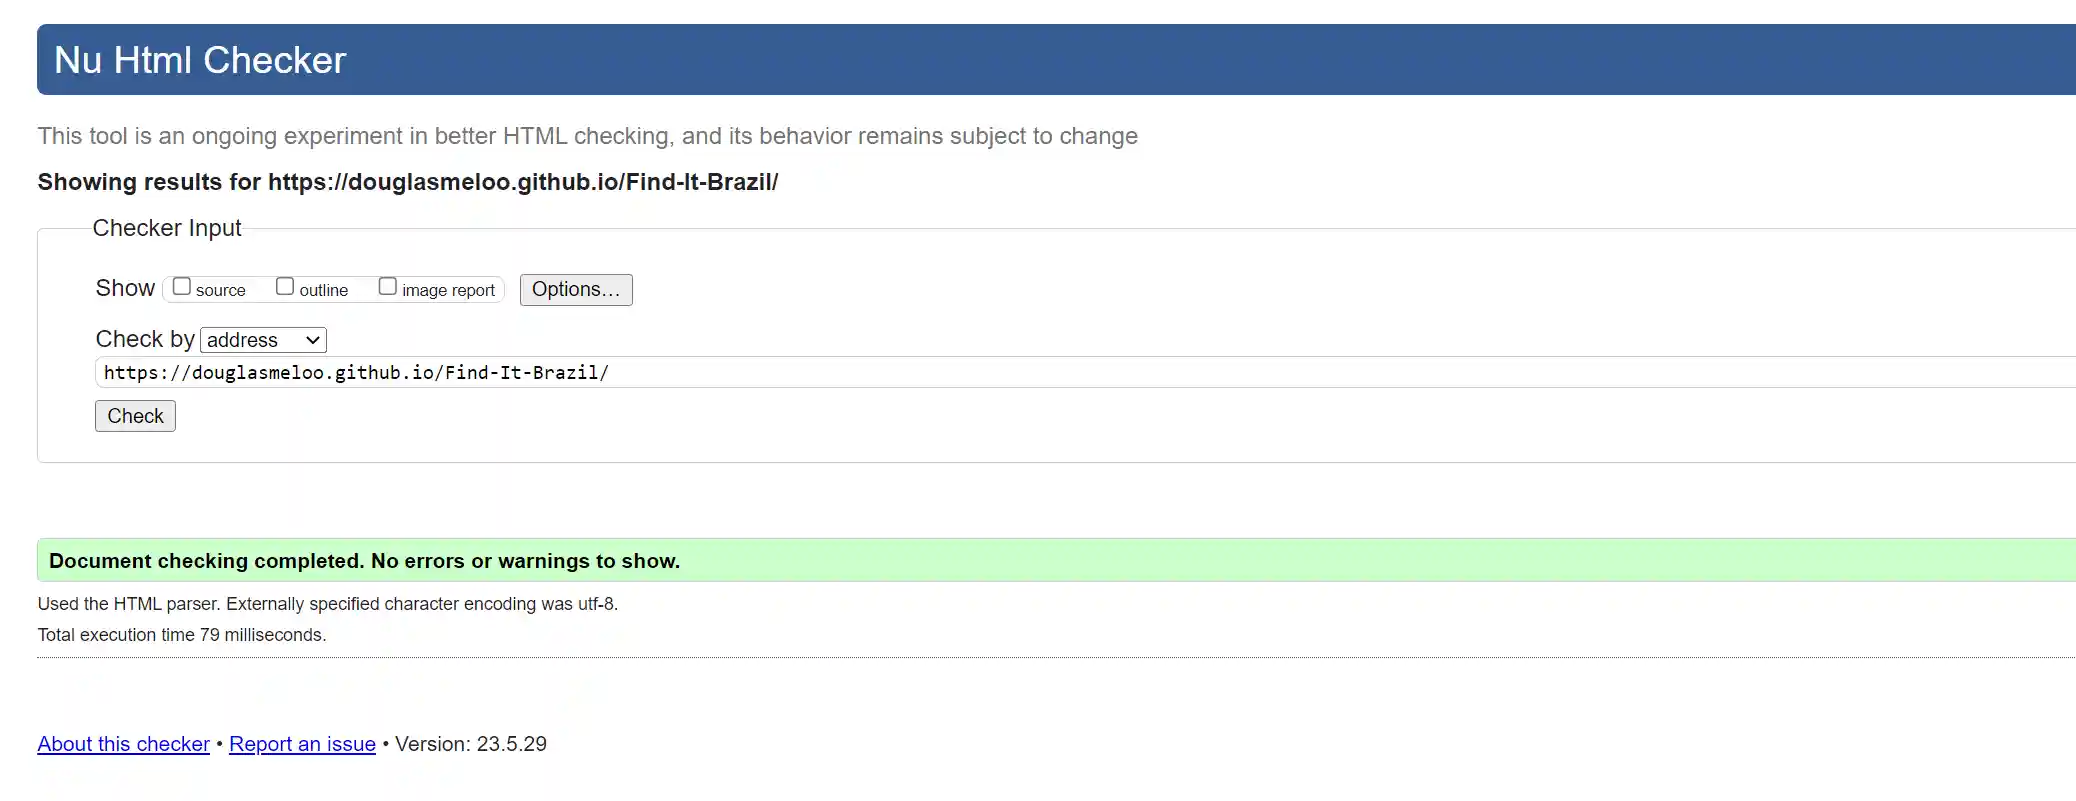 Nu Html Checker
This tool is an ongoing experiment in better HTML checking, and its behavior remains subject to change
Showing results for https://douglasmeloo.github.io/Find-It-Brazil/
Checker Input
Show source outline image report Options...
Check by address
https://douglasmeloo.github.io/Find-It-Brazil/
Check
Document checking completed. No errors or warnings to show.
Used the HTML parser. Externally specified character encoding was utf-8.
Total execution time 79 milliseconds.
About this checker • Report an issue • Version: 23.5.29